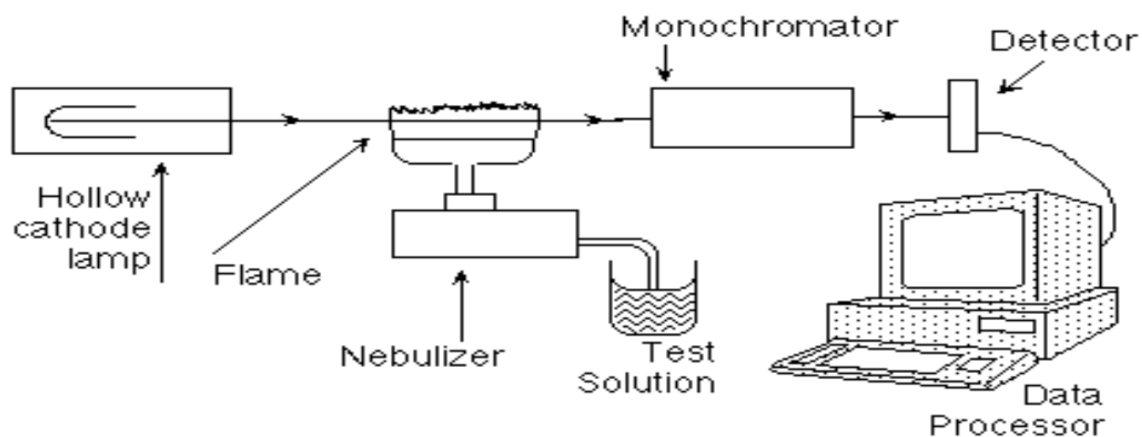 Monochromator
Detector
Hollow
cathode
lamp
Flame
Nebulizer
Test
Solution
Data
Processor